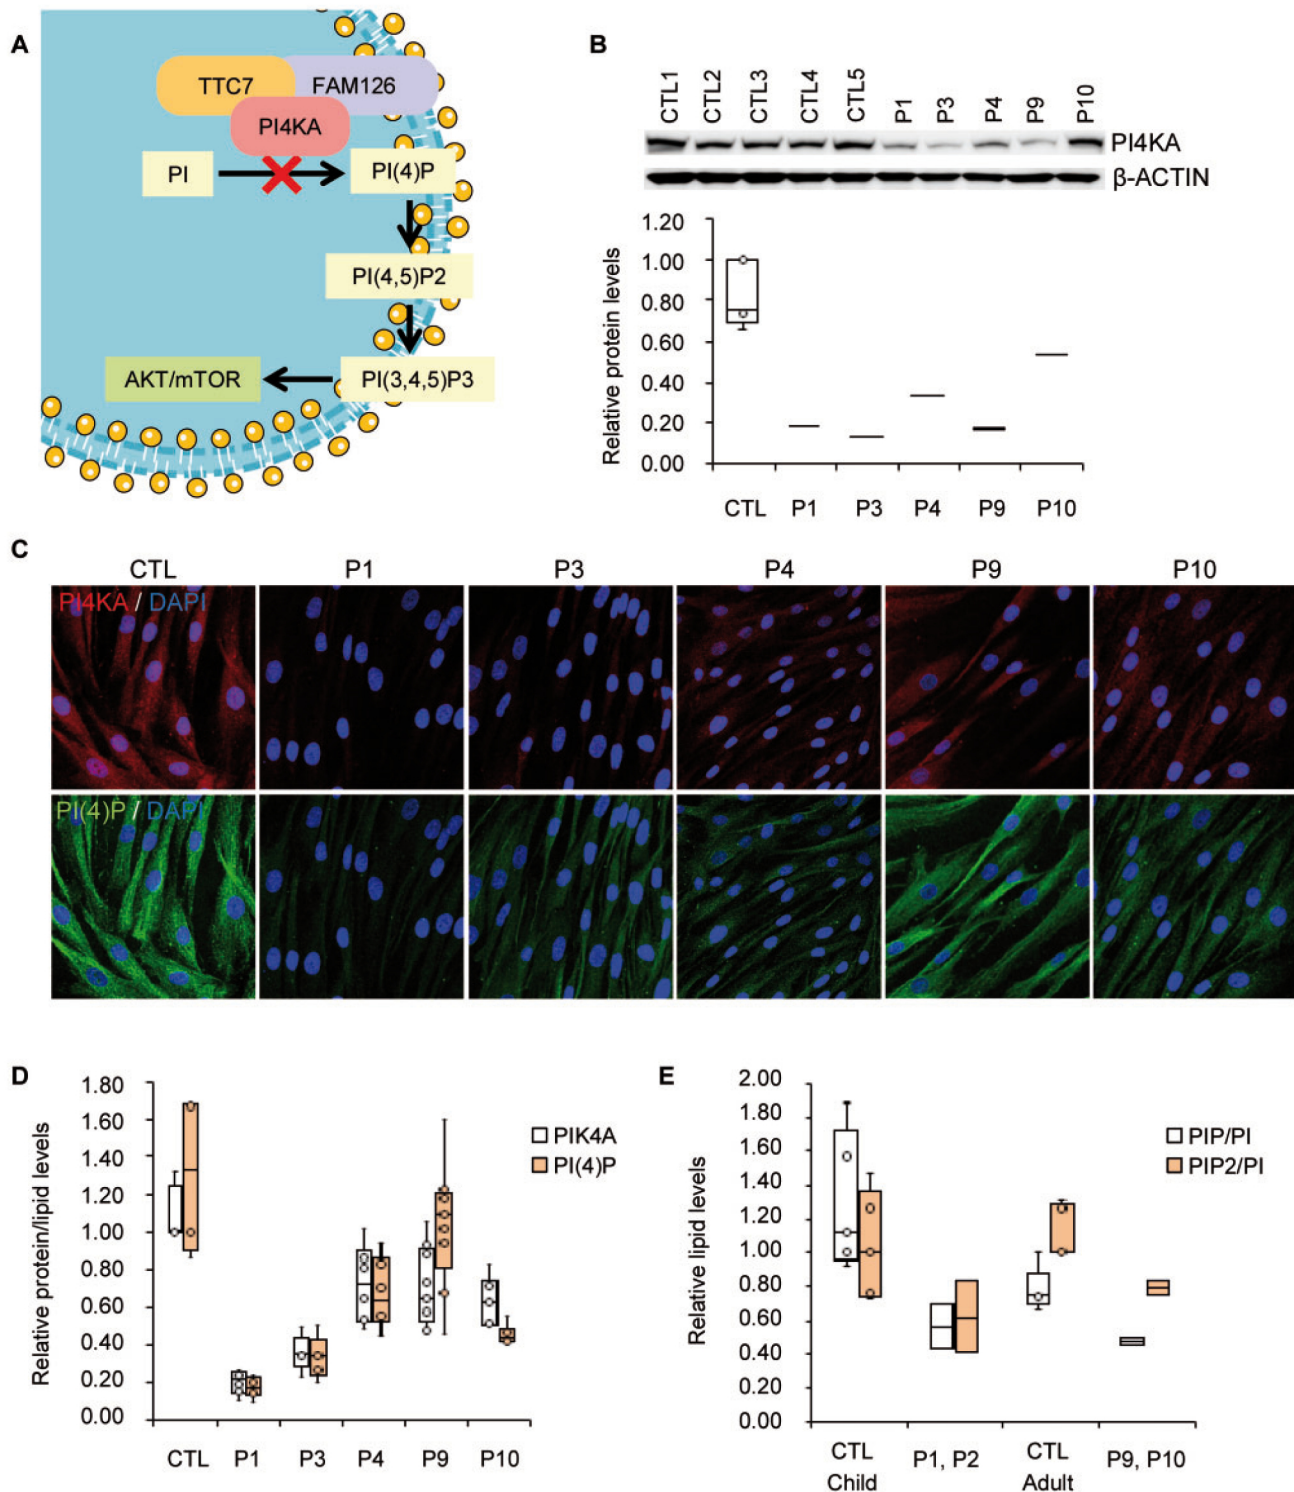 A
TTC7
FAM126
PI4KA
PI
PI(4)P
PI(4,5)P2
AKT/mTOR
PI(3,4,5)P3
B
CTL1 CTL2 CTL3 CTL4 CTL5 P1 P3 P4 P9 P10
PI4KA
β-ACTIN
Relative protein levels
1.20
1.00
0.80
0.60
0.40
0.20
0.00
CTL P1 P3 P4 P9 P10
C
CTL P1 P3 P4 P9 P10
PI4KA / DAPI
PI(4)P / DAPI
D
Relative protein/lipid levels
1.80
1.60
1.40
1.20
1.00
0.80
0.60
0.40
0.20
0.00
PIK4A
PI(4)P
CTL P1 P3 P4 P9 P10
E
Relative lipid levels
2.00
1.80
1.60
1.40
1.20
1.00
0.80
0.60
0.40
0.20
0.00
PIP/PI
PIP2/PI
CTL
Child
P1, P2
CTL
Adult
P9, P10